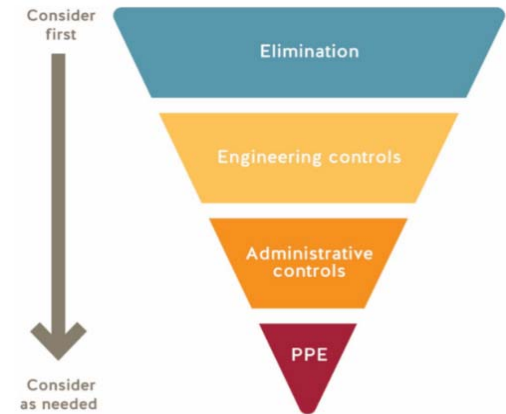 Consider
first
Elimination
Engineering controls
Administrative
controls
PPE
Consider
as needed